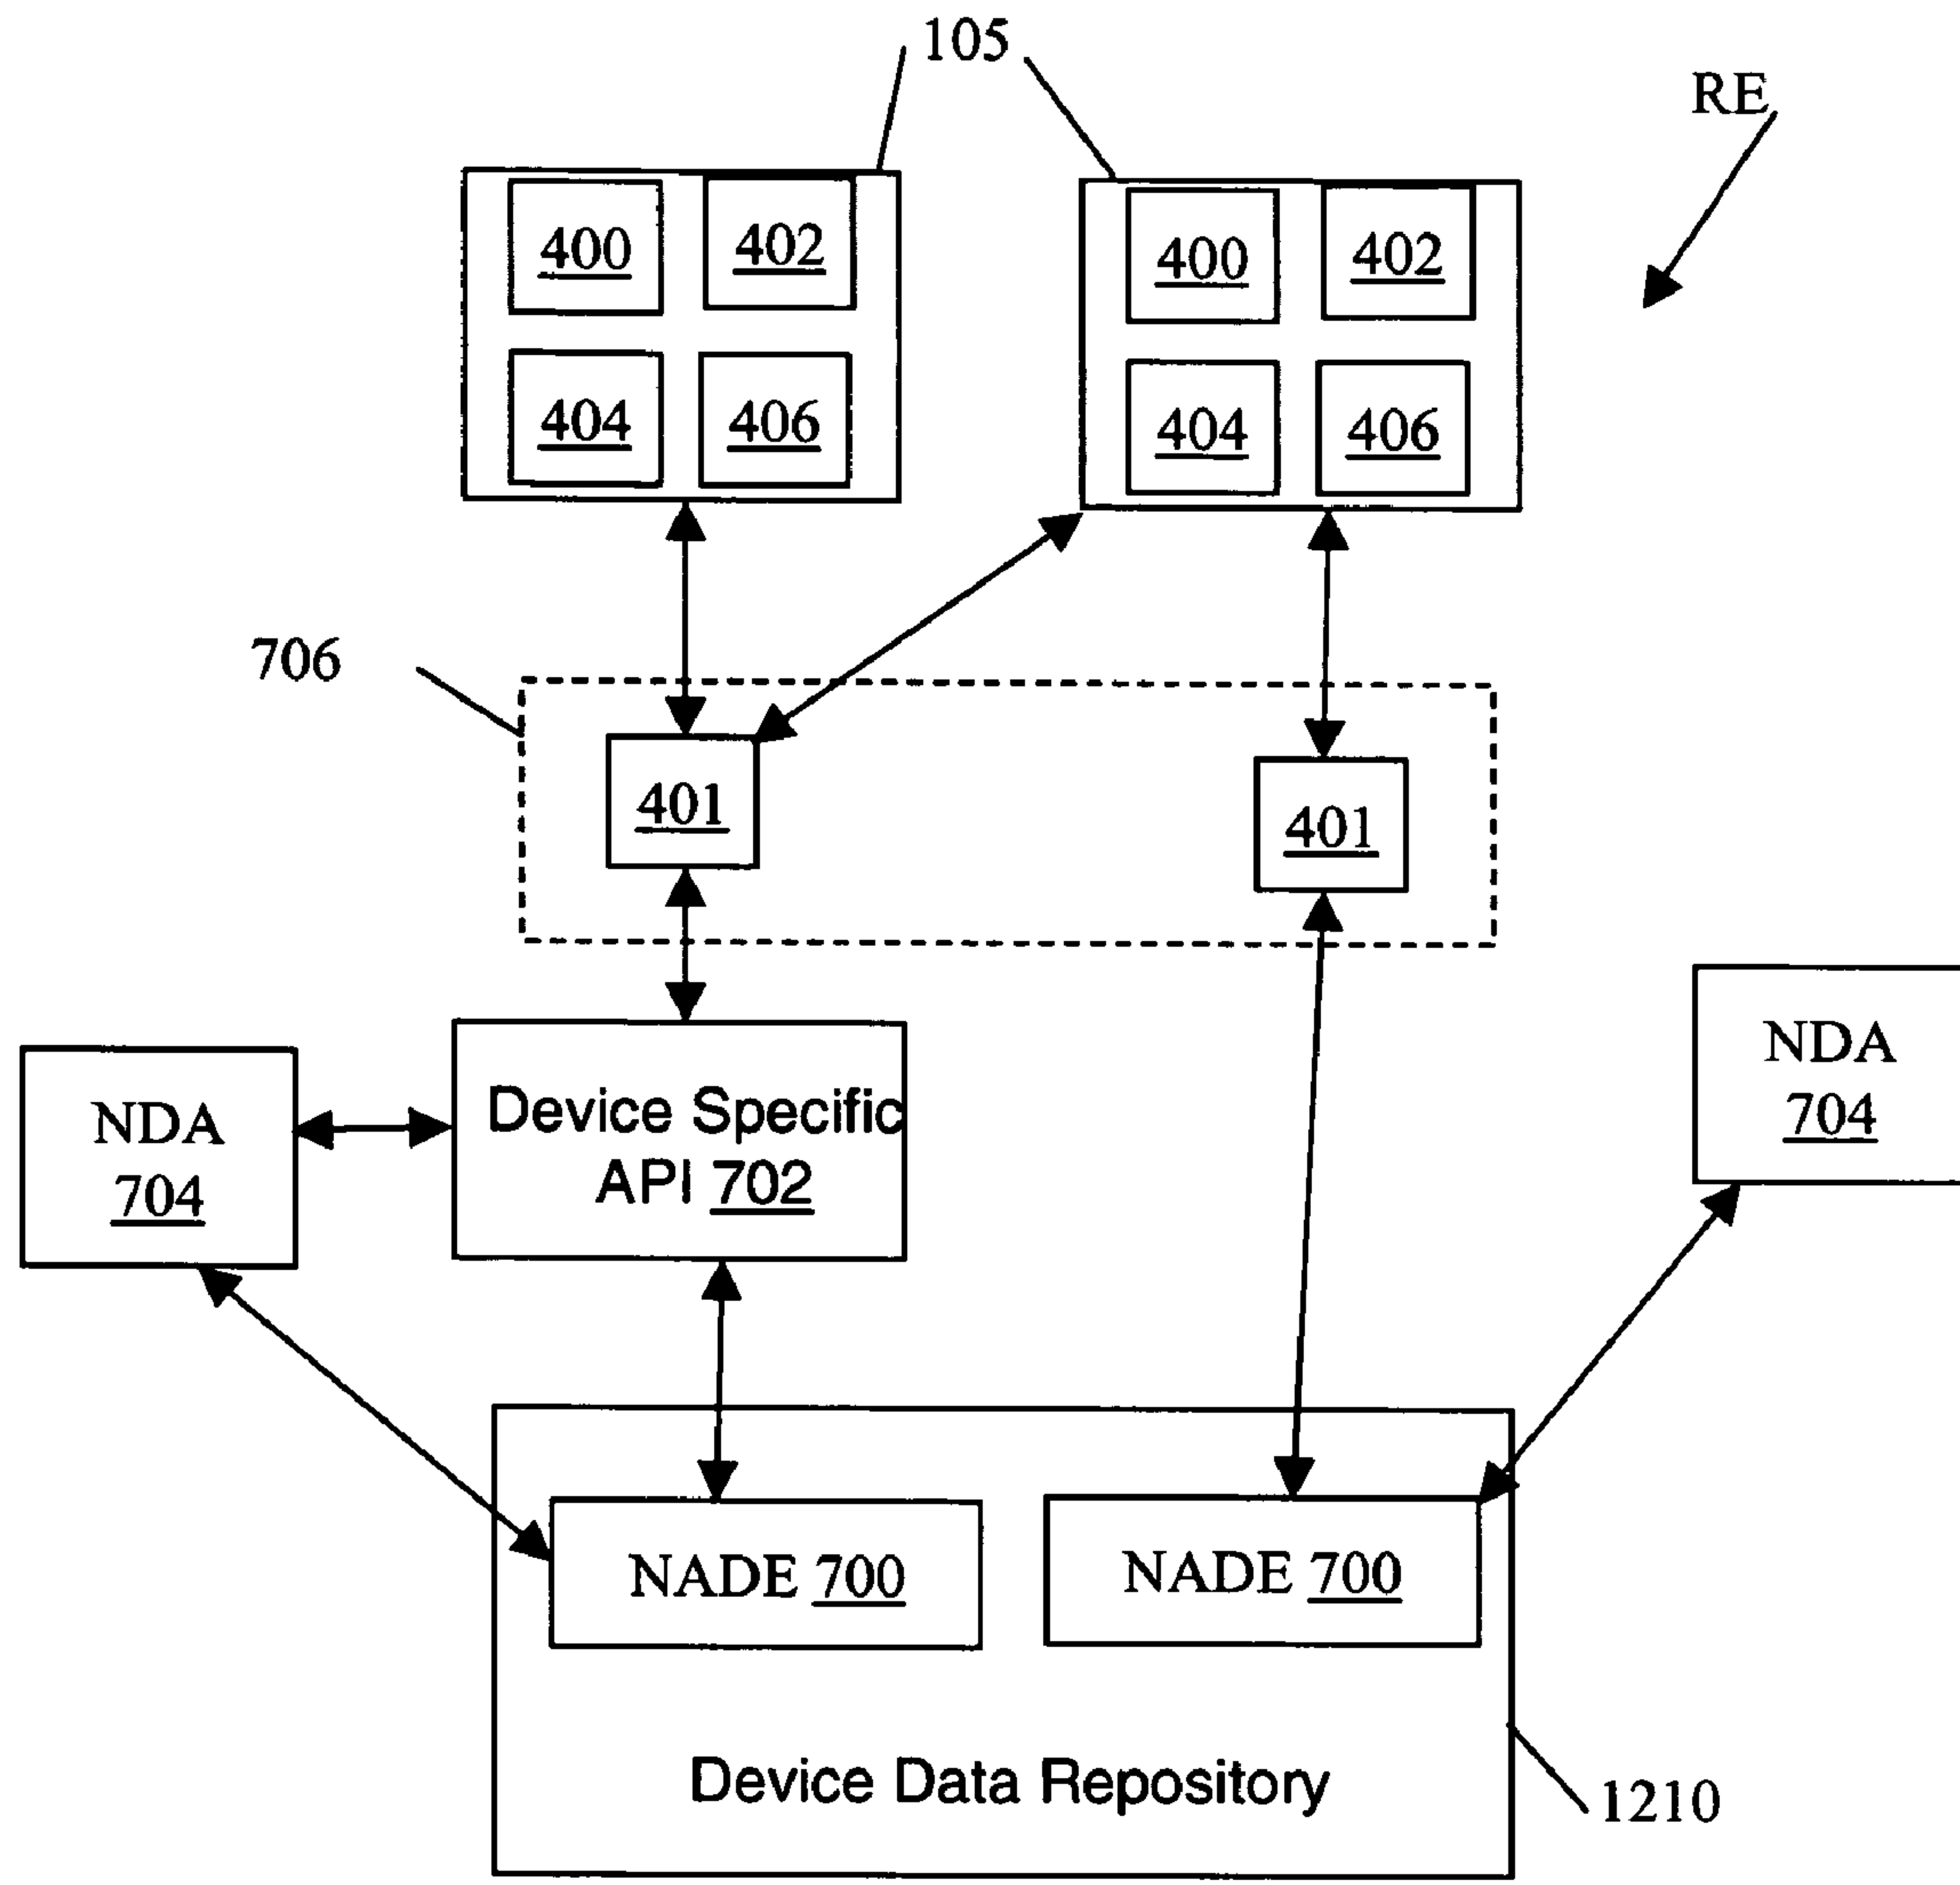 105
RE
400 402
400 402
404 406
404 406
706
401
401
NDA
704
Device Specific
API 702
NDA
704
NADE 700
NADE 700
Device Data Repository
1210